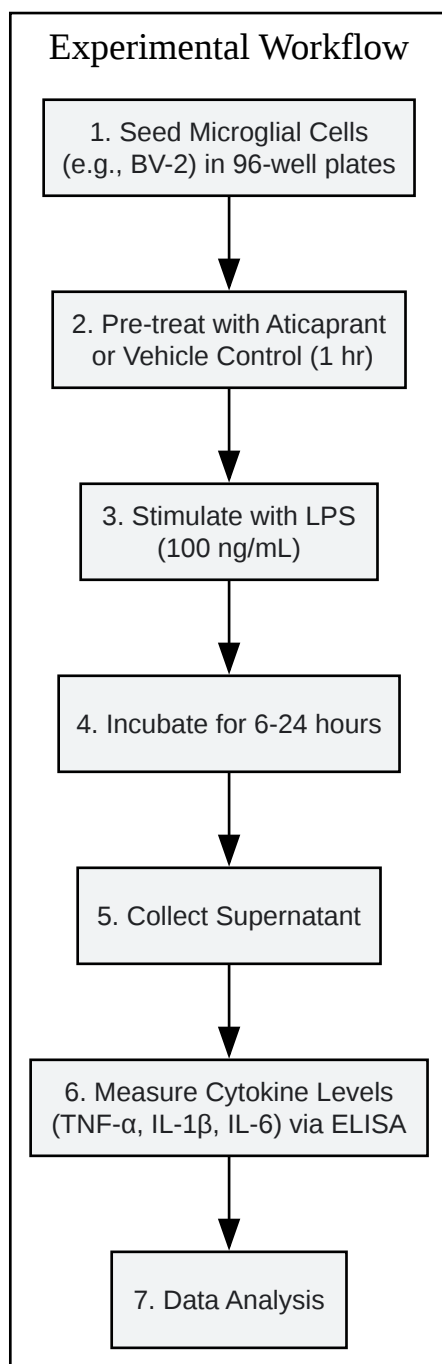 Experimental Workflow
1. Seed Microglial Cells
(e.g., BV-2) in 96-well plates
2. Pre-treat with Aticaprant
or Vehicle Control (1 hr)
3. Stimulate with LPS
(100 ng/mL)
4. Incubate for 6-24 hours
5. Collect Supernatant
6. Measure Cytokine Levels
(TNF-α, IL-1β, IL-6) via ELISA
7. Data Analysis